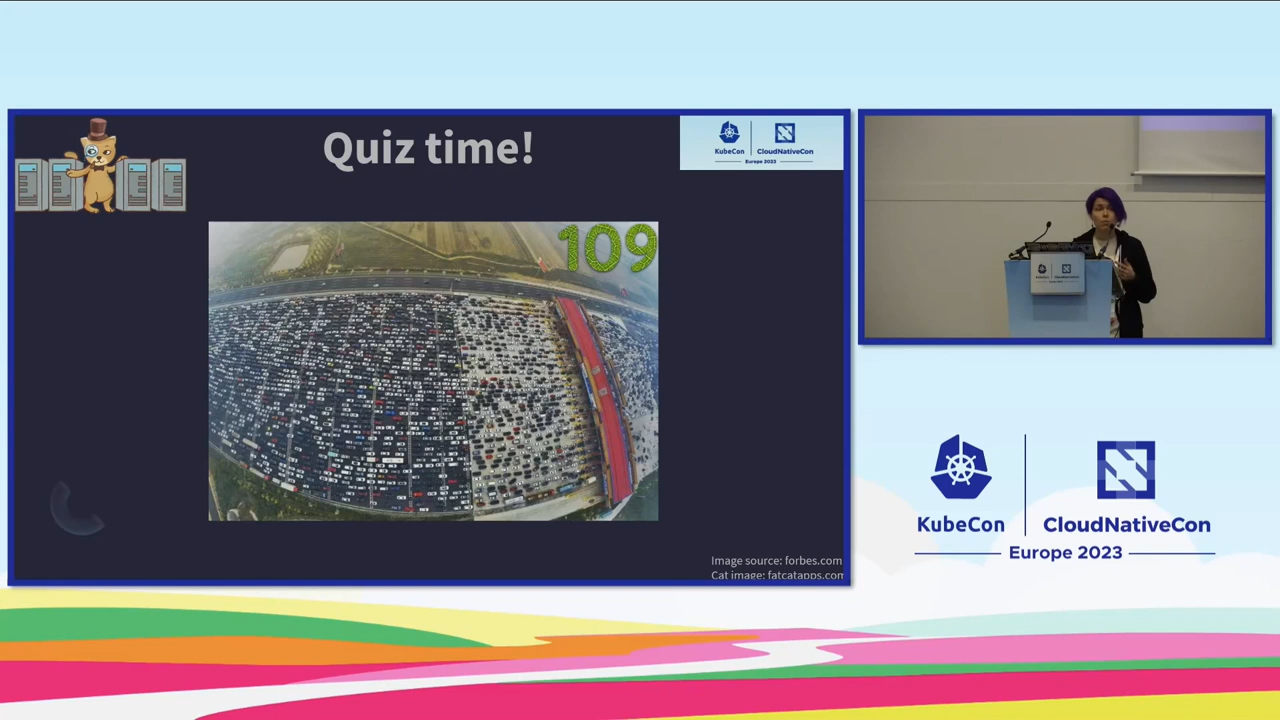 Quiz time!
KubeCon
CloudNativeCon
Europe 2023
109
Image source: forbes.com
Cat image: fatcatapps.com
KubeCon
CloudNativeCon
Europe 2023